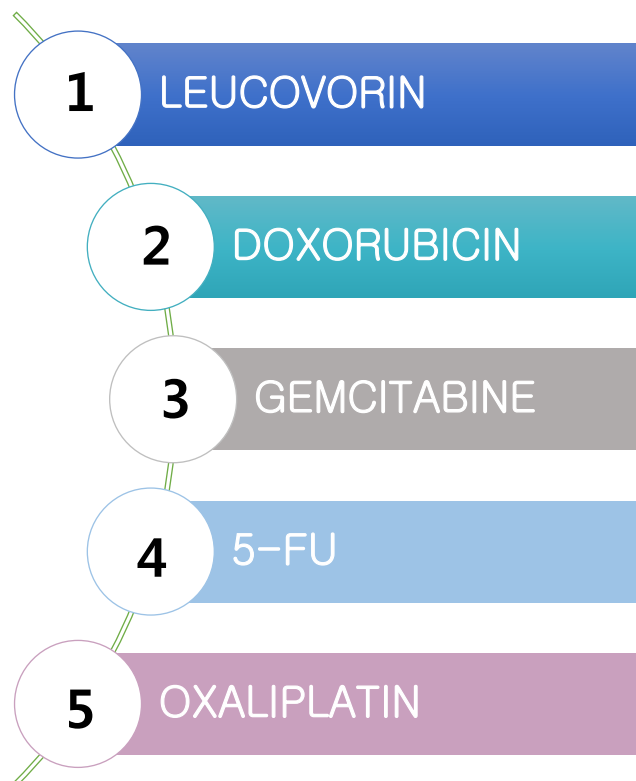 1 LEUCOVORIN
2 DOXORUBICIN
3 GEMCITABINE
4 5-FU
5 OXALIPLATIN